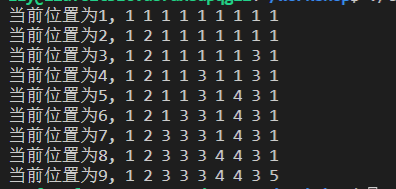 当前位置为1, 1 1 1 1 1 1 1 1 1
当前位置为2, 1 2 1 1 1 1 1 1 1
当前位置为3, 1 2 1 1 1 1 1 3 1
当前位置为4, 1 2 1 1 3 1 1 3 1
当前位置为5, 1 2 1 1 3 1 4 3 1
当前位置为6, 1 2 1 3 3 1 4 3 1
当前位置为7, 1 2 3 3 3 1 4 3 1
当前位置为8, 1 2 3 3 3 4 4 3 1
当前位置为9, 1 2 3 3 3 4 4 3 5